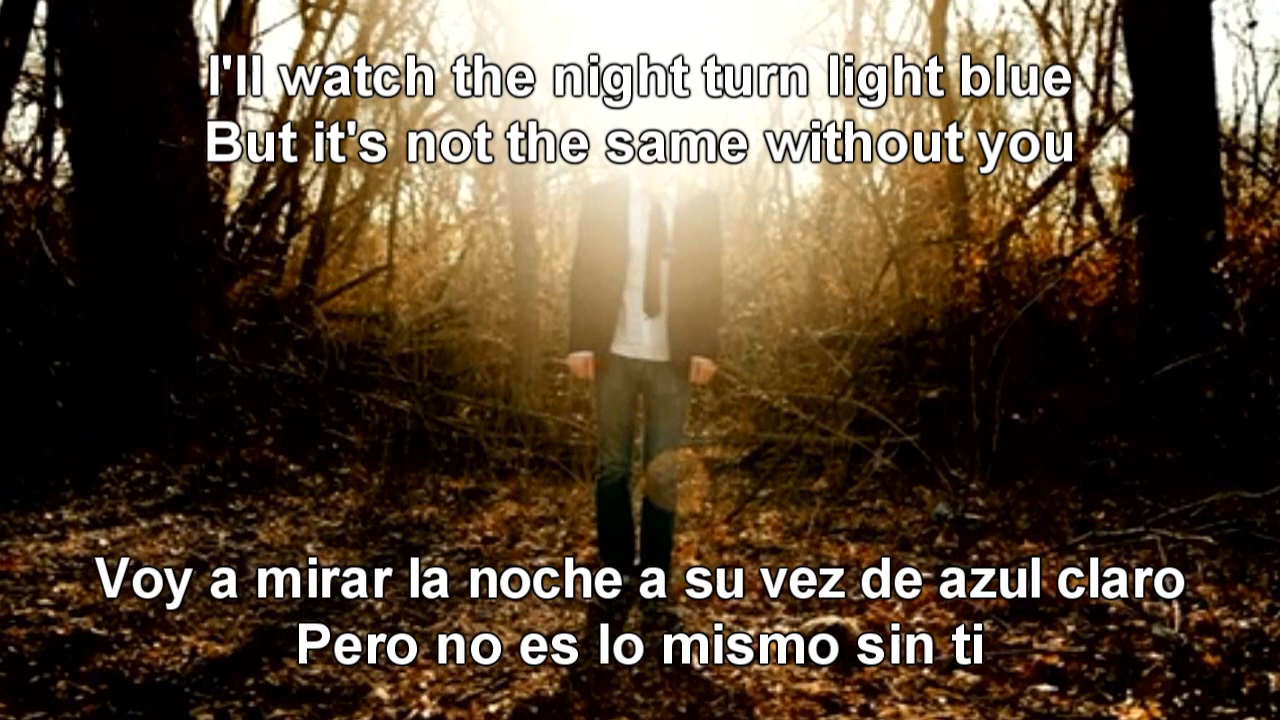 I'll watch the night turn light blue
But it's not the same without you
Voy a mirar la noche a su vez de azul claro
Pero no es lo mismo sin ti